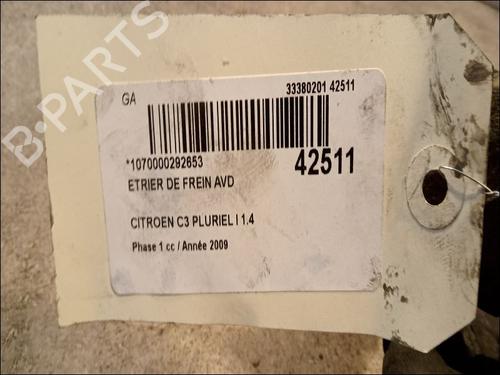 B-PARTS
GA
33380201 42511
*1070000292653
42511
ETRIER DE FREIN AVD
CITROEN C3 PLURIEL I 1.4
Phase 1 cc / Année 2009